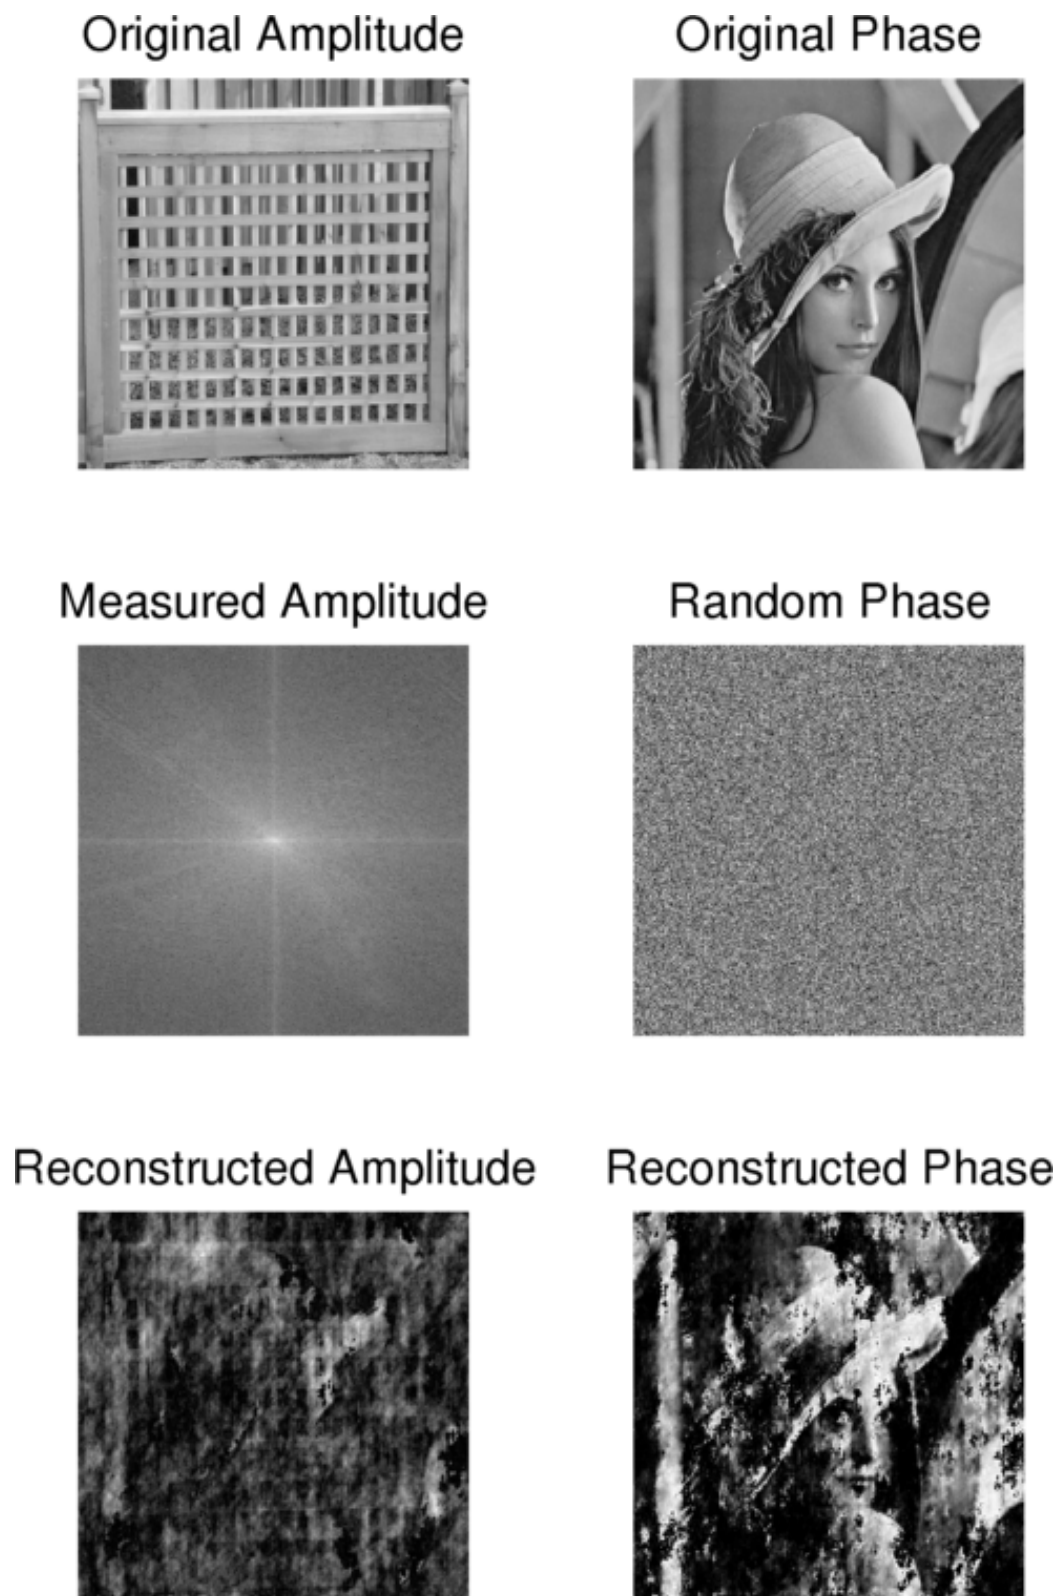 Original Amplitude
Original Phase
Measured Amplitude
Random Phase
Reconstructed Amplitude
Reconstructed Phase